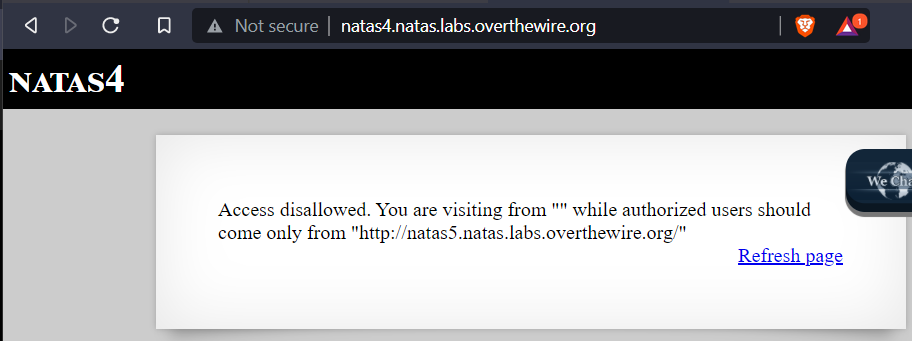 Not secure | natas4.natas.labs.overthewire.org
1
NATAS4
We Cha
Access disallowed. You are visiting from "" while authorized users should
come only from "http://natas5.natas.labs.overthewire.org/"
Refresh page